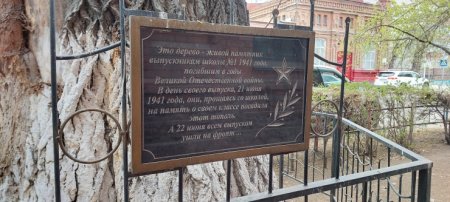 Это дерево - живой памятник
выпускникам школы №1 1941 года,
погибшим в годы
Великой Отечественной войны.
В день своего выпуска, 21 июня
1941 года, они, прощаясь со школой,
на память о своем классе посадили
этот тополь.
А 22 июня всем выпуском
ушли на фронт ...